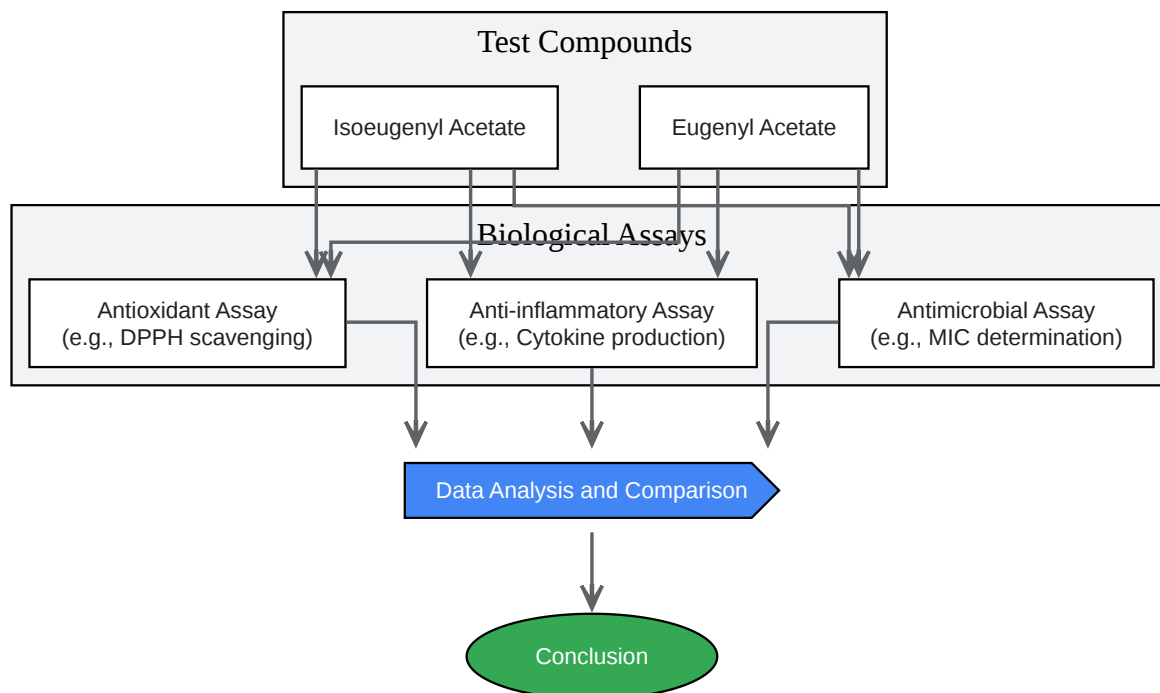 Test Compounds
Isoeugenyl Acetate
Eugenyl Acetate
Biological Assays
Antioxidant Assay
(e.g., DPPH scavenging)
Anti-inflammatory Assay
(e.g., Cytokine production)
Antimicrobial Assay
(e.g., MIC determination)
Data Analysis and Comparison
Conclusion